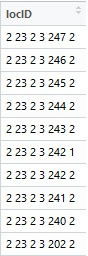 locID
2 23 2 3 247 2
2 23 2 3 246 2
2 23 2 3 245 2
2 23 2 3 244 2
2 23 2 3 243 2
2 23 2 3 242 1
2 23 2 3 242 2
2 23 2 3 241 2
2 23 2 3 240 2
2 23 2 3 202 2